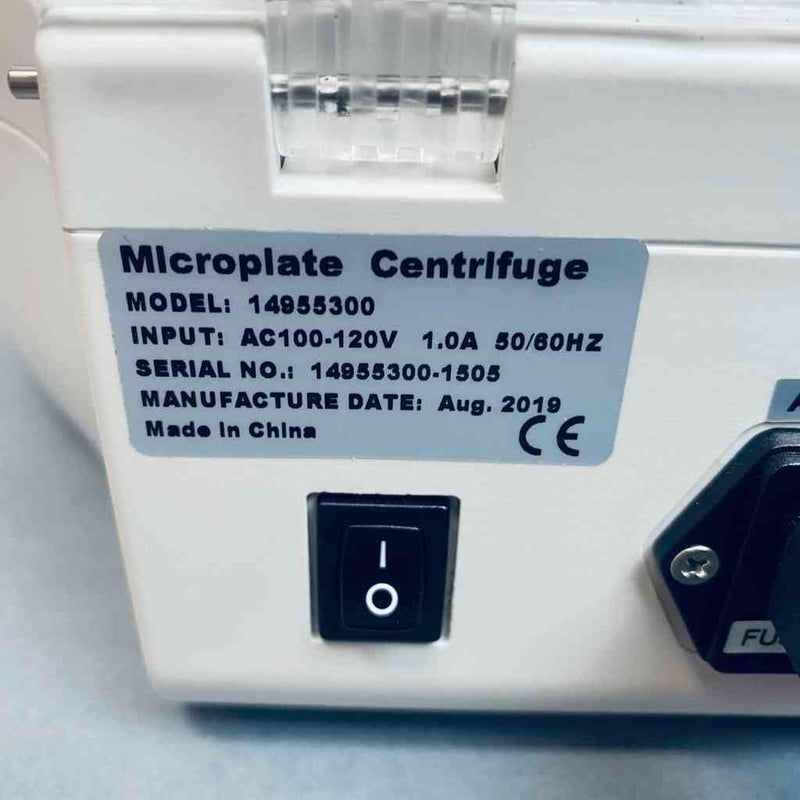 Microplate Centrifuge
MODEL: 14955300
INPUT: AC100-120V 1.0A 50/60HZ
SERIAL NO.: 14955300-1505
MANUFACTURE DATE: Aug. 2019
Made in China
CE
I
O